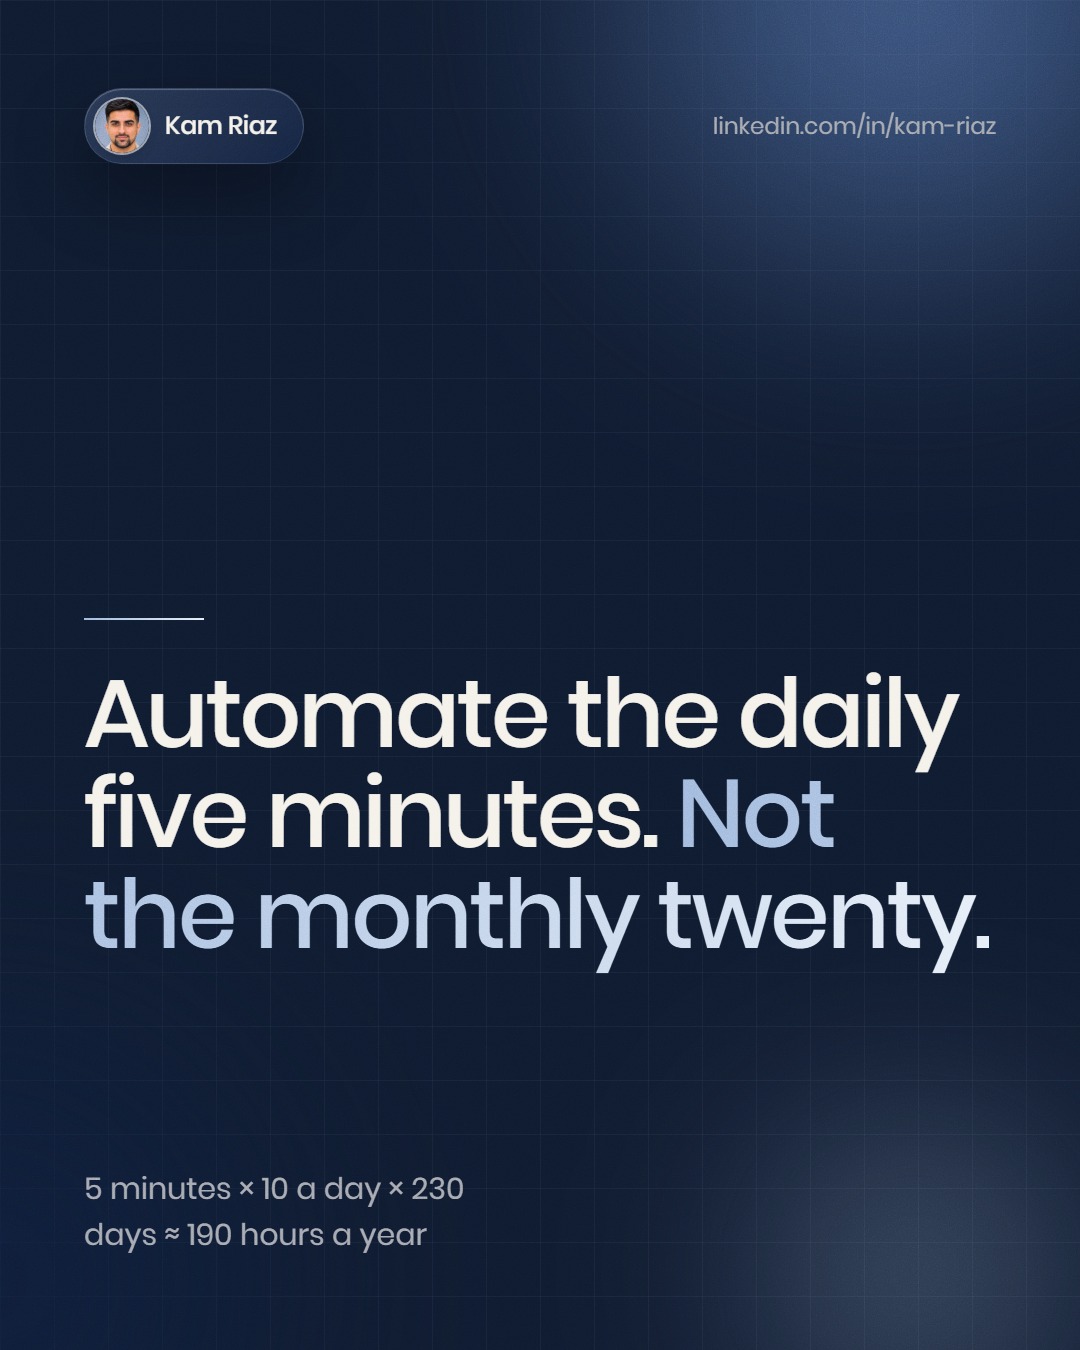 Kam Riaz
linkedin.com/in/kam-riaz
Automate the daily
five minutes. Not
the monthly twenty.
5 minutes × 10 a day × 230
days ≈ 190 hours a year